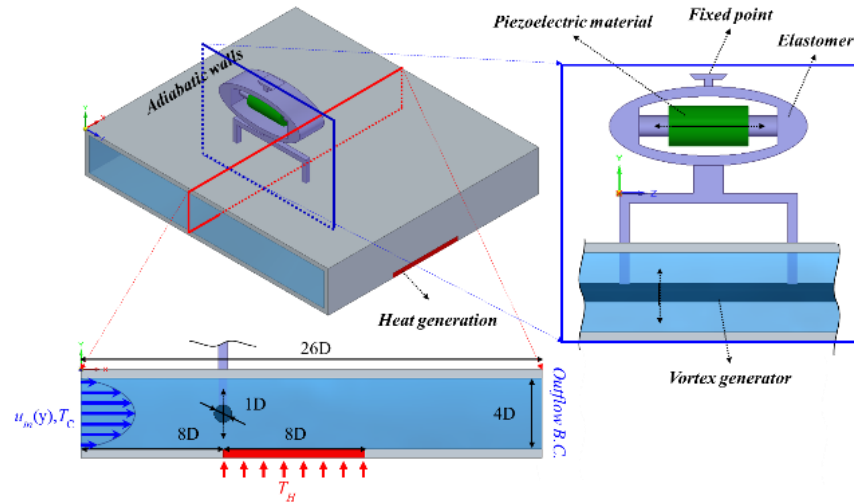 Piezoelectric material
Fixed point
Elastomer
Adiabatic walls
Y
X
Z
Y
Z
Heat generation
Vortex generator
26D
Y
X
u_in(y),T_C
1D
4D
8D
8D
Outflow B.C.
T_H